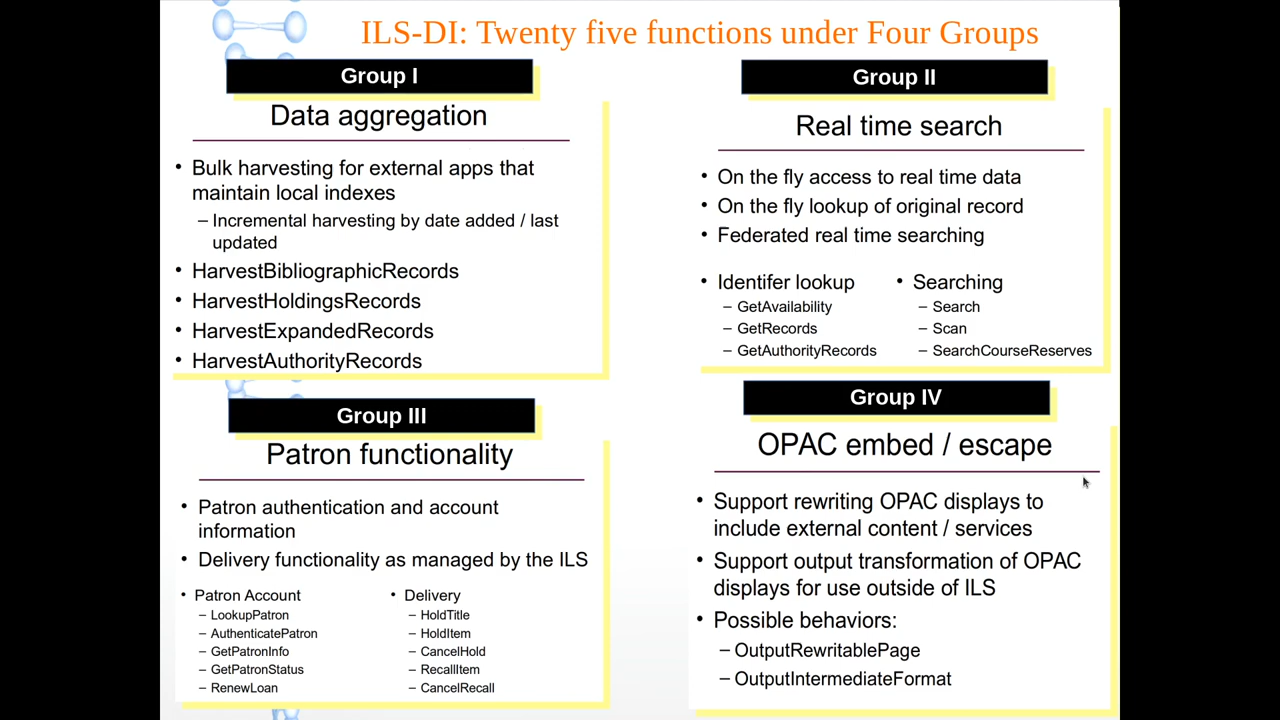 ILS-DI: Twenty five functions under Four Groups
Group I
Data aggregation
• Bulk harvesting for external apps that
maintain local indexes
– Incremental harvesting by date added / last
updated
• HarvestBibliographicRecords
• HarvestHoldingsRecords
• HarvestExpandedRecords
• HarvestAuthorityRecords
Group II
Real time search
• On the fly access to real time data
• On the fly lookup of original record
• Federated real time searching
• Identifer lookup
– GetAvailability
– GetRecords
– GetAuthorityRecords
• Searching
– Search
– Scan
– SearchCourseReserves
Group III
Patron functionality
• Patron authentication and account
information
• Delivery functionality as managed by the ILS
• Patron Account
– LookupPatron
– AuthenticatePatron
– GetPatronInfo
– GetPatronStatus
– RenewLoan
• Delivery
– HoldTitle
– HoldItem
– CancelHold
– RecallItem
– CancelRecall
Group IV
OPAC embed / escape
• Support rewriting OPAC displays to
include external content / services
• Support output transformation of OPAC
displays for use outside of ILS
• Possible behaviors:
– OutputRewritablePage
– OutputIntermediateFormat